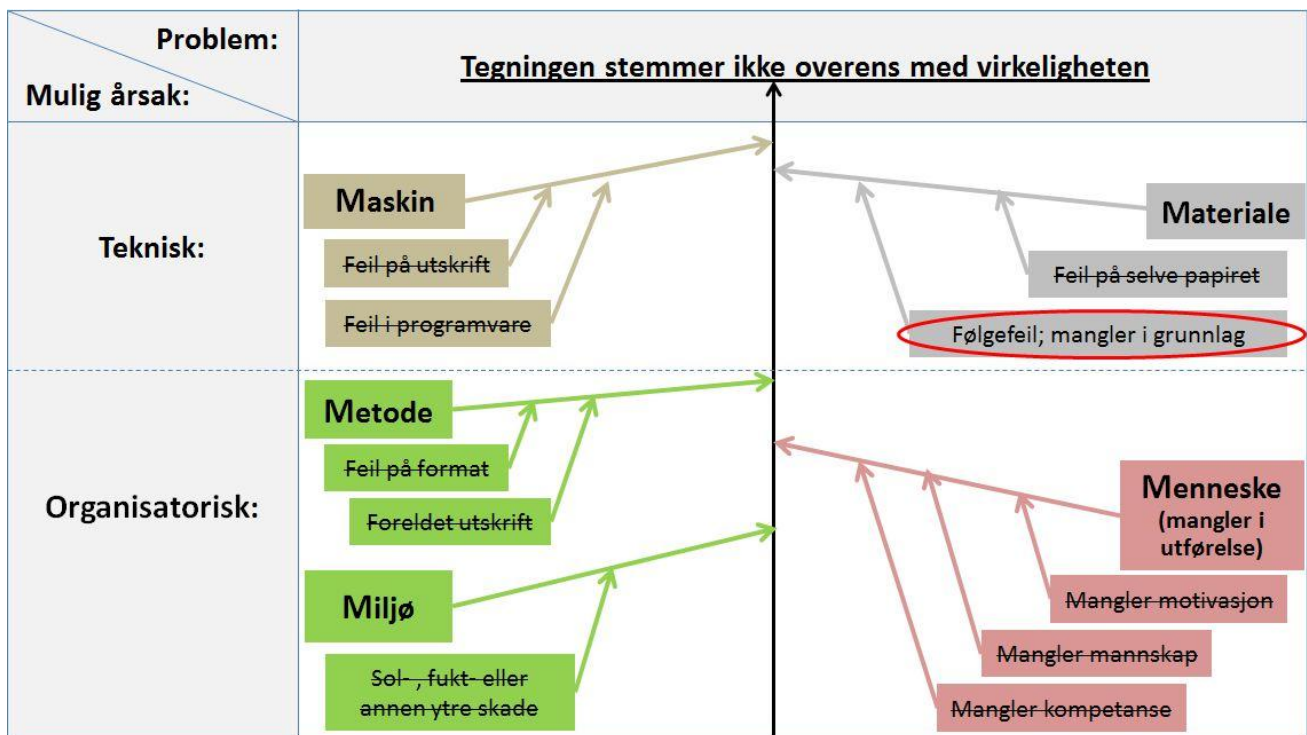 Problem:
Mulig årsak:
Tegningen stemmer ikke overens med virkeligheten
Teknisk:
Maskin
Feil på utskrift
Feil i programvare
Materiale
Feil på selve papiret
Følgefeil; mangler i grunnlag
Organisatorisk:
Metode
Feil på format
Foreldet utskrift
Miljø
Sol- , fukt- eller
annen ytre skade
Menneske
(mangler i
utførelse)
Mangler motivasjon
Mangler mannskap
Mangler kompetanse